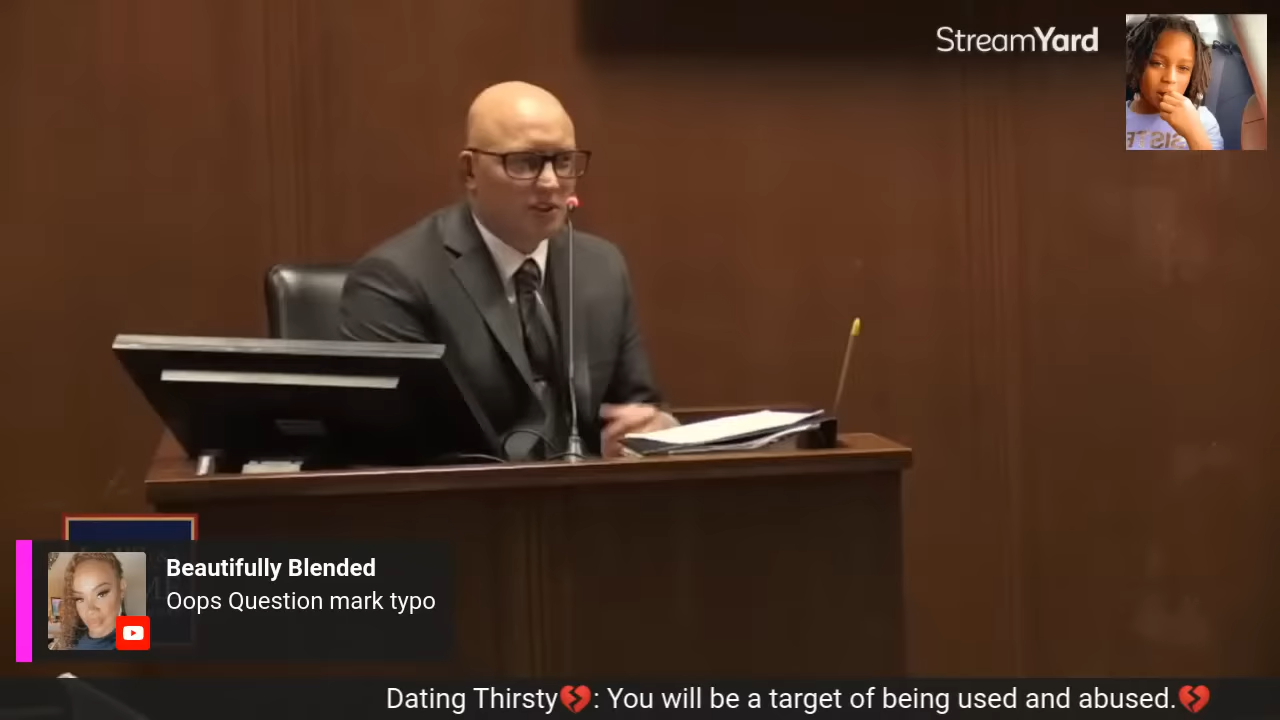 StreamYard
Beautifully Blended
Oops Question mark typo
Dating Thirsty💔: You will be a target of being used and abused.💔